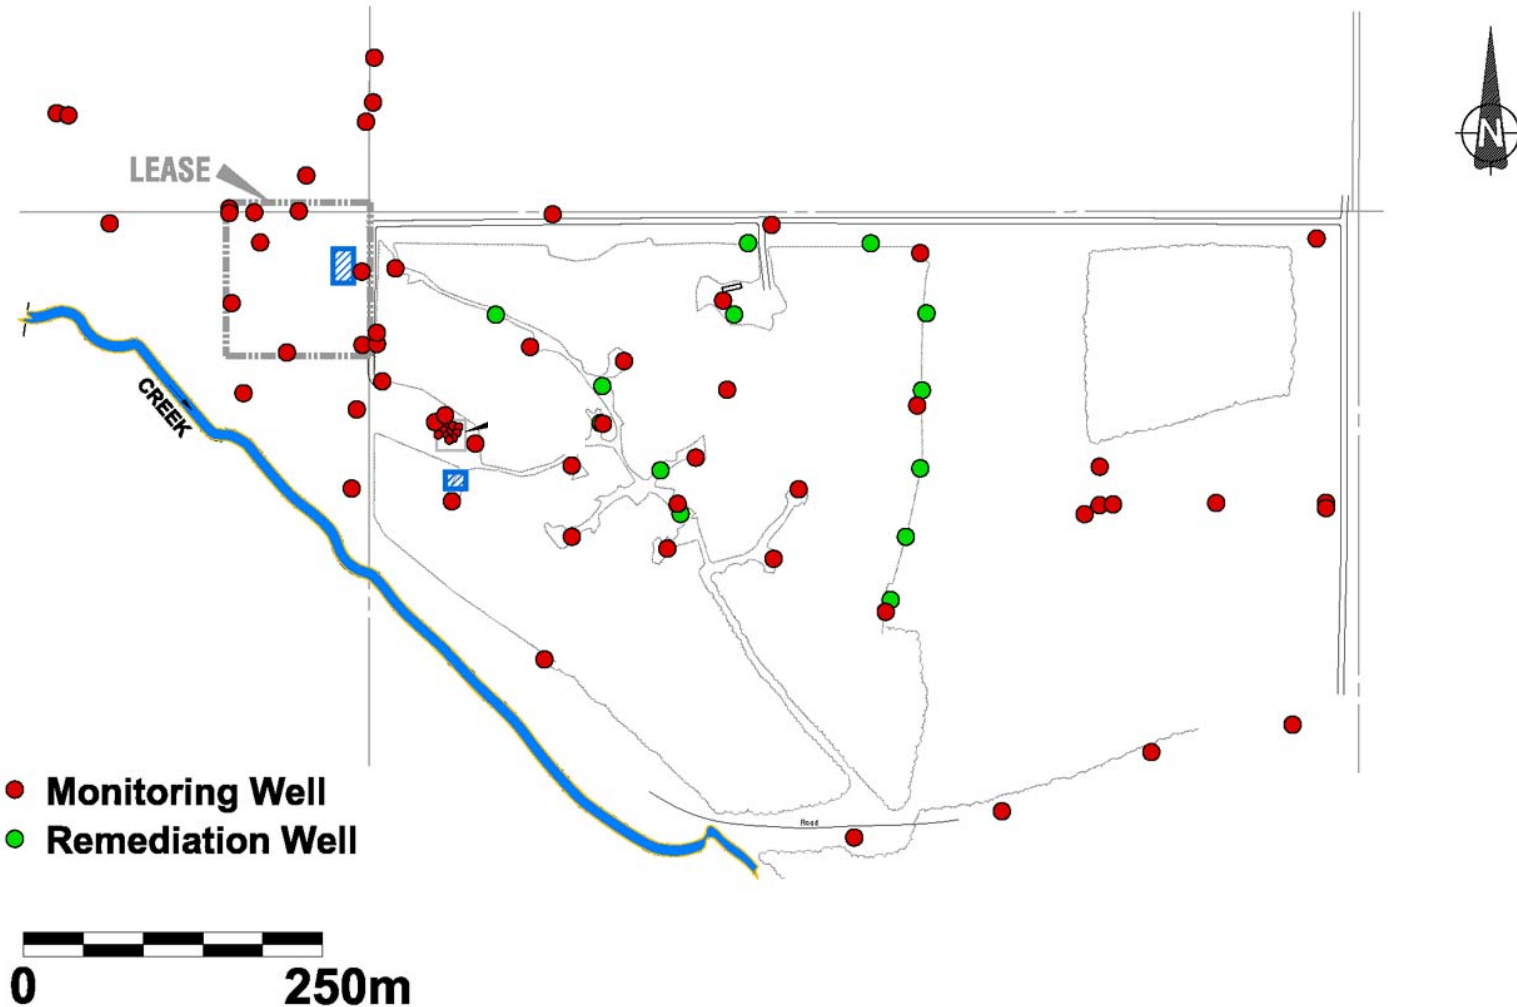 N
LEASE
CREEK
Monitoring Well
Remediation Well
Road
0
250m